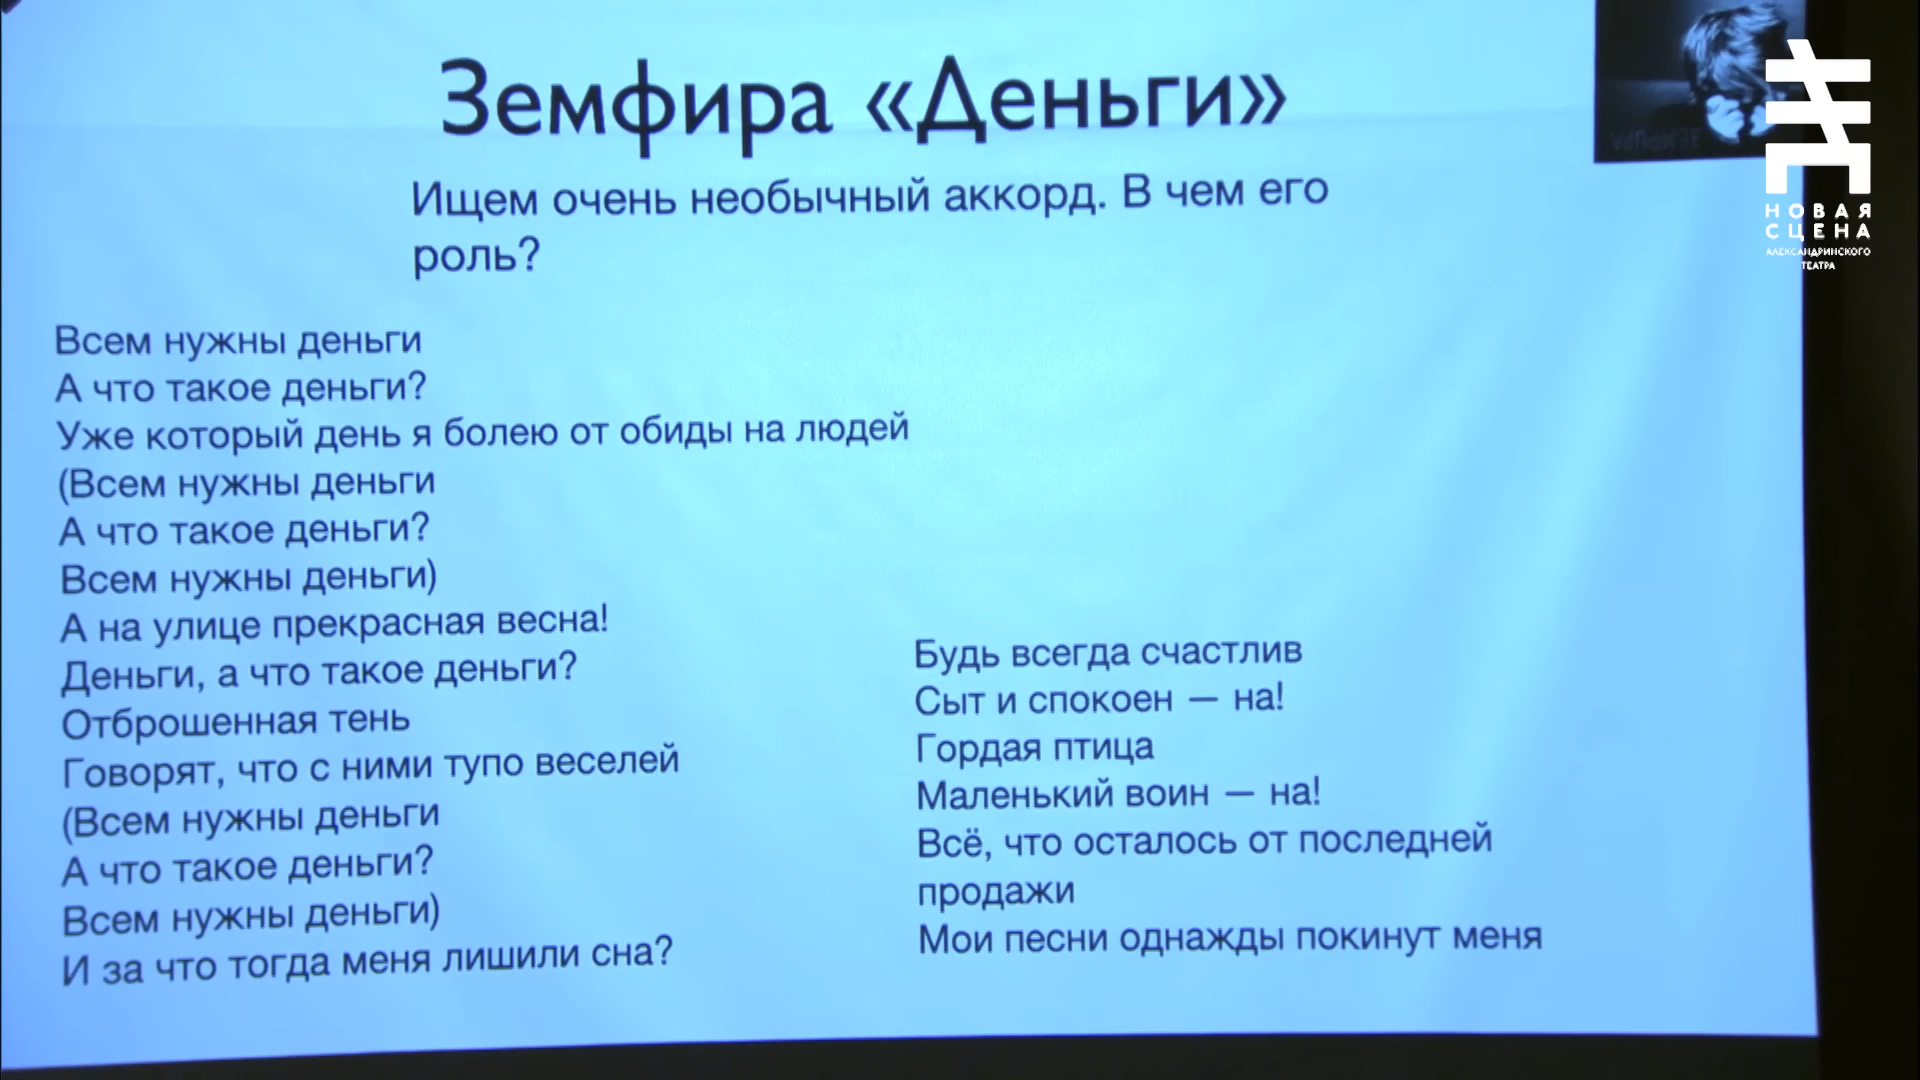 Земфира «Деньги»
Ищем очень необычный аккорд. В чем его
роль?
Всем нужны деньги
А что такое деньги?
Уже который день я болею от обиды на людей
(Всем нужны деньги
А что такое деньги?
Всем нужны деньги)
А на улице прекрасная весна!
Деньги, а что такое деньги?
Отброшенная тень
Говорят, что с ними тупо веселей
(Всем нужны деньги
А что такое деньги?
Всем нужны деньги)
И за что тогда меня лишили сна?
Будь всегда счастлив
Сыт и спокоен — на!
Гордая птица
Маленький воин — на!
Всё, что осталось от последней
продажи
Мои песни однажды покинут меня
НОВАЯ
СЦЕНА
АЛЕКСАНДРИНСКОГО
ТЕАТРА